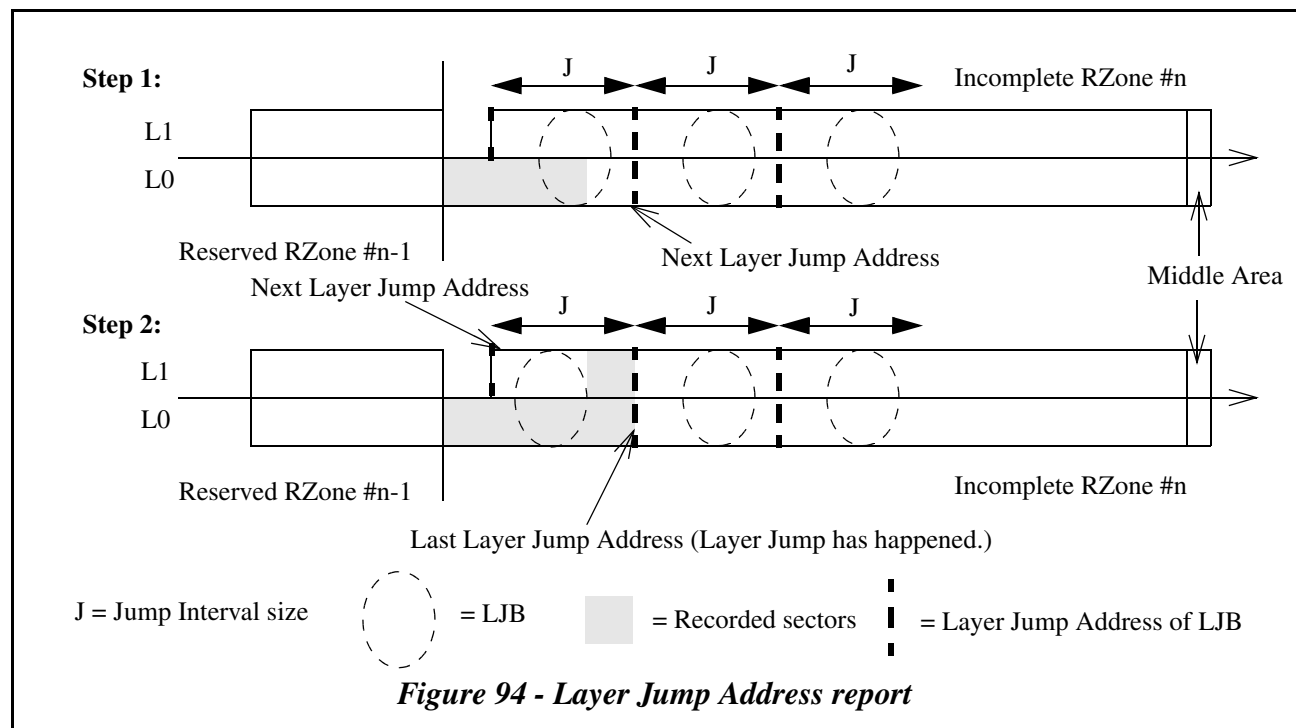 Step 1:
J
J
J
Incomplete RZone #n
L1
L0
Reserved RZone #n-1
Next Layer Jump Address
Middle Area
Next Layer Jump Address
Step 2:
J
J
J
L1
L0
Reserved RZone #n-1
Incomplete RZone #n
Last Layer Jump Address (Layer Jump has happened.)
J = Jump Interval size
= LJB
= Recorded sectors
= Layer Jump Address of LJB
Figure 94 - Layer Jump Address report